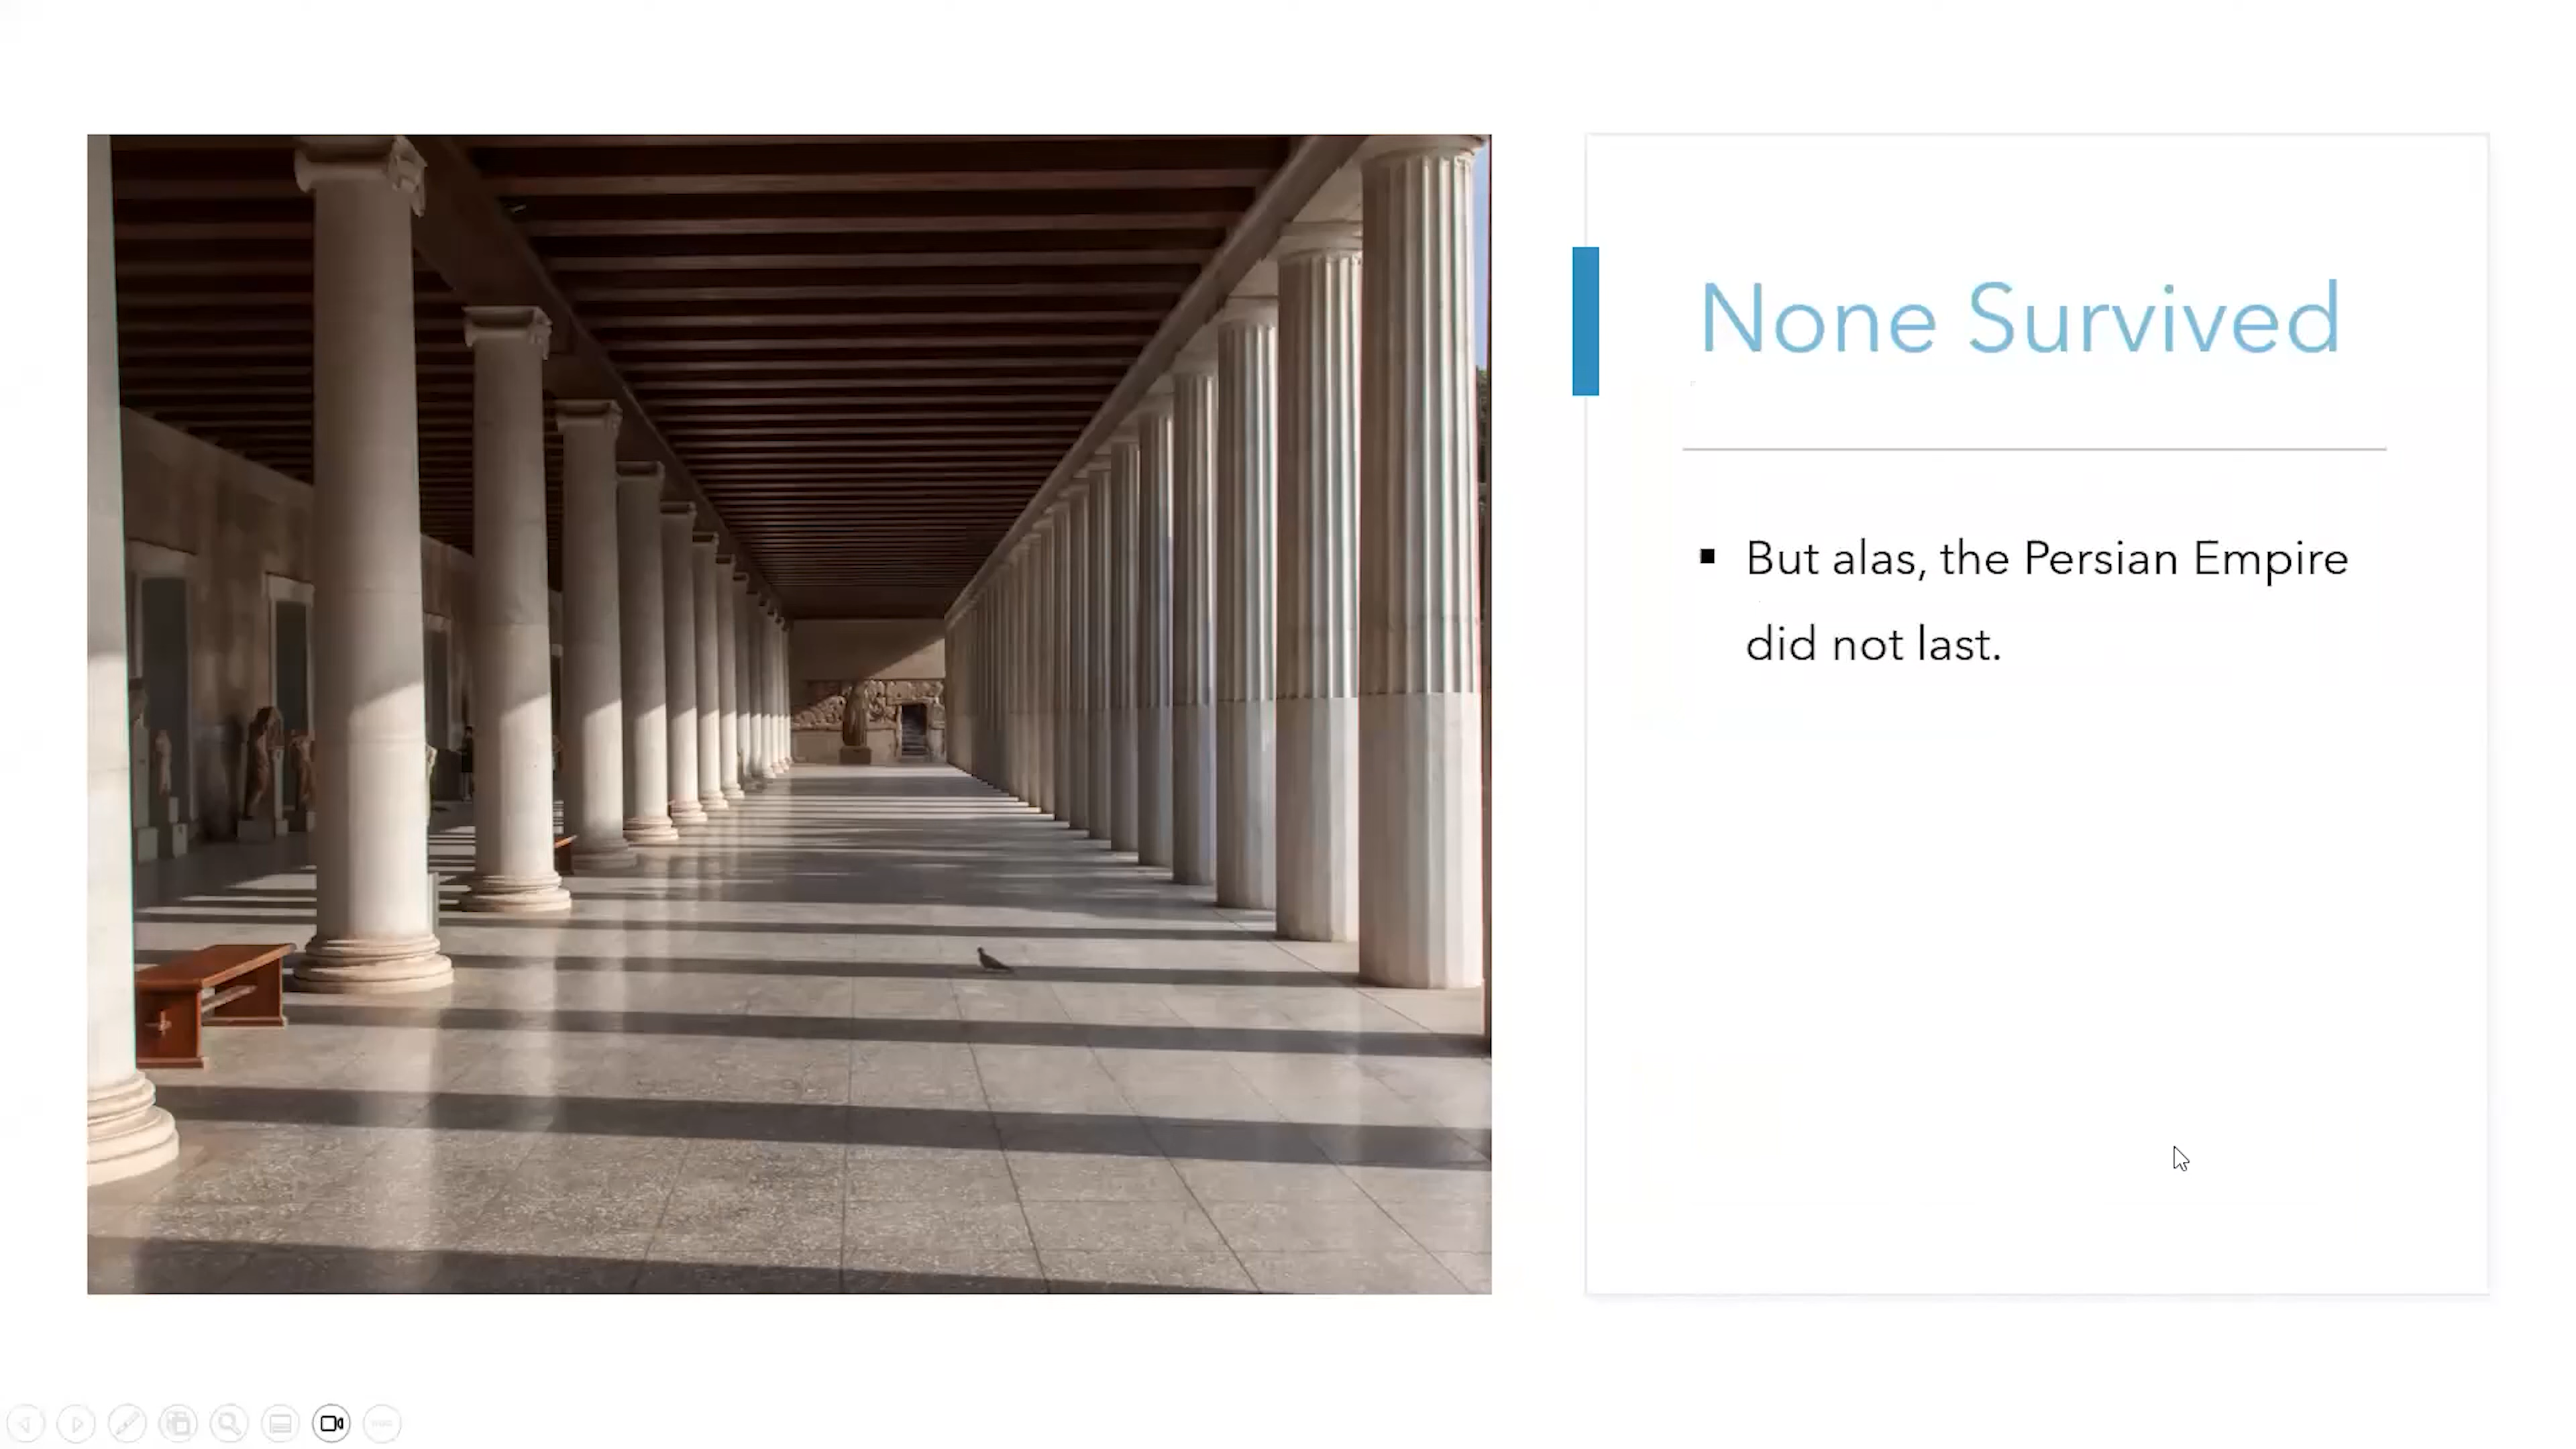 None Survived
But alas, the Persian Empire
did not last.